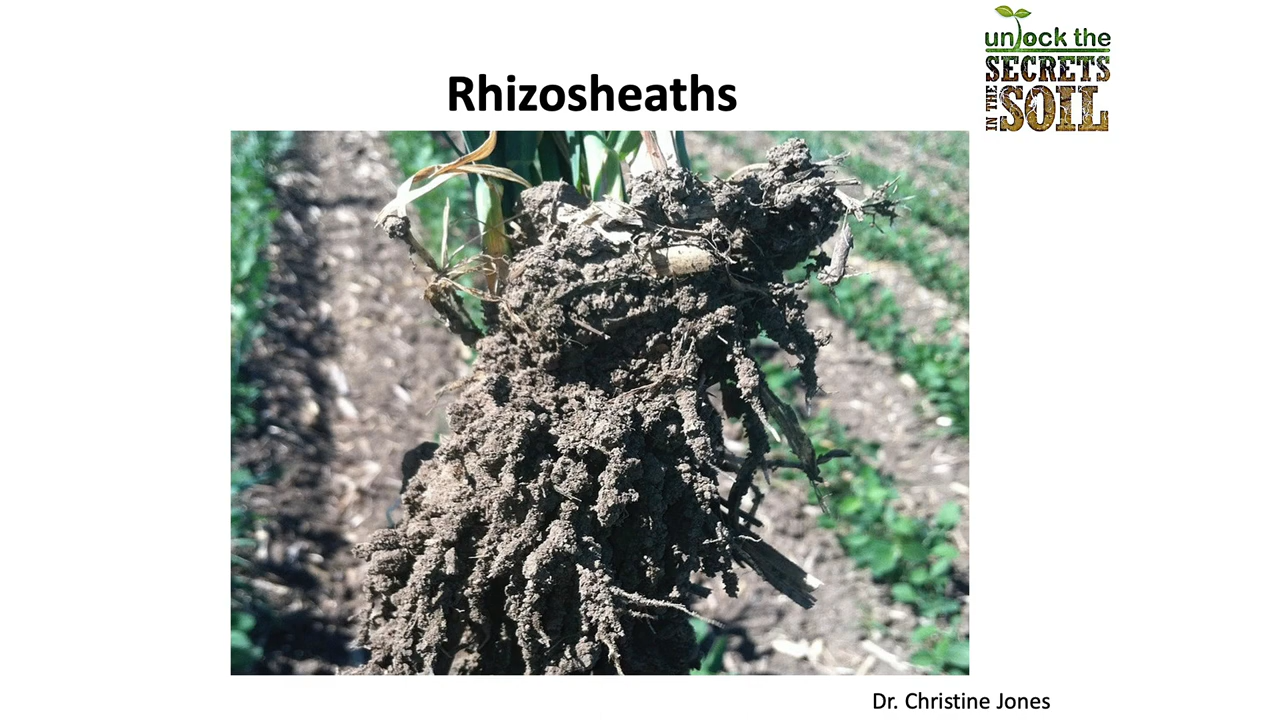 unlock the
SECRETS
IN THE
SOIL
Rhizosheaths
Dr. Christine Jones